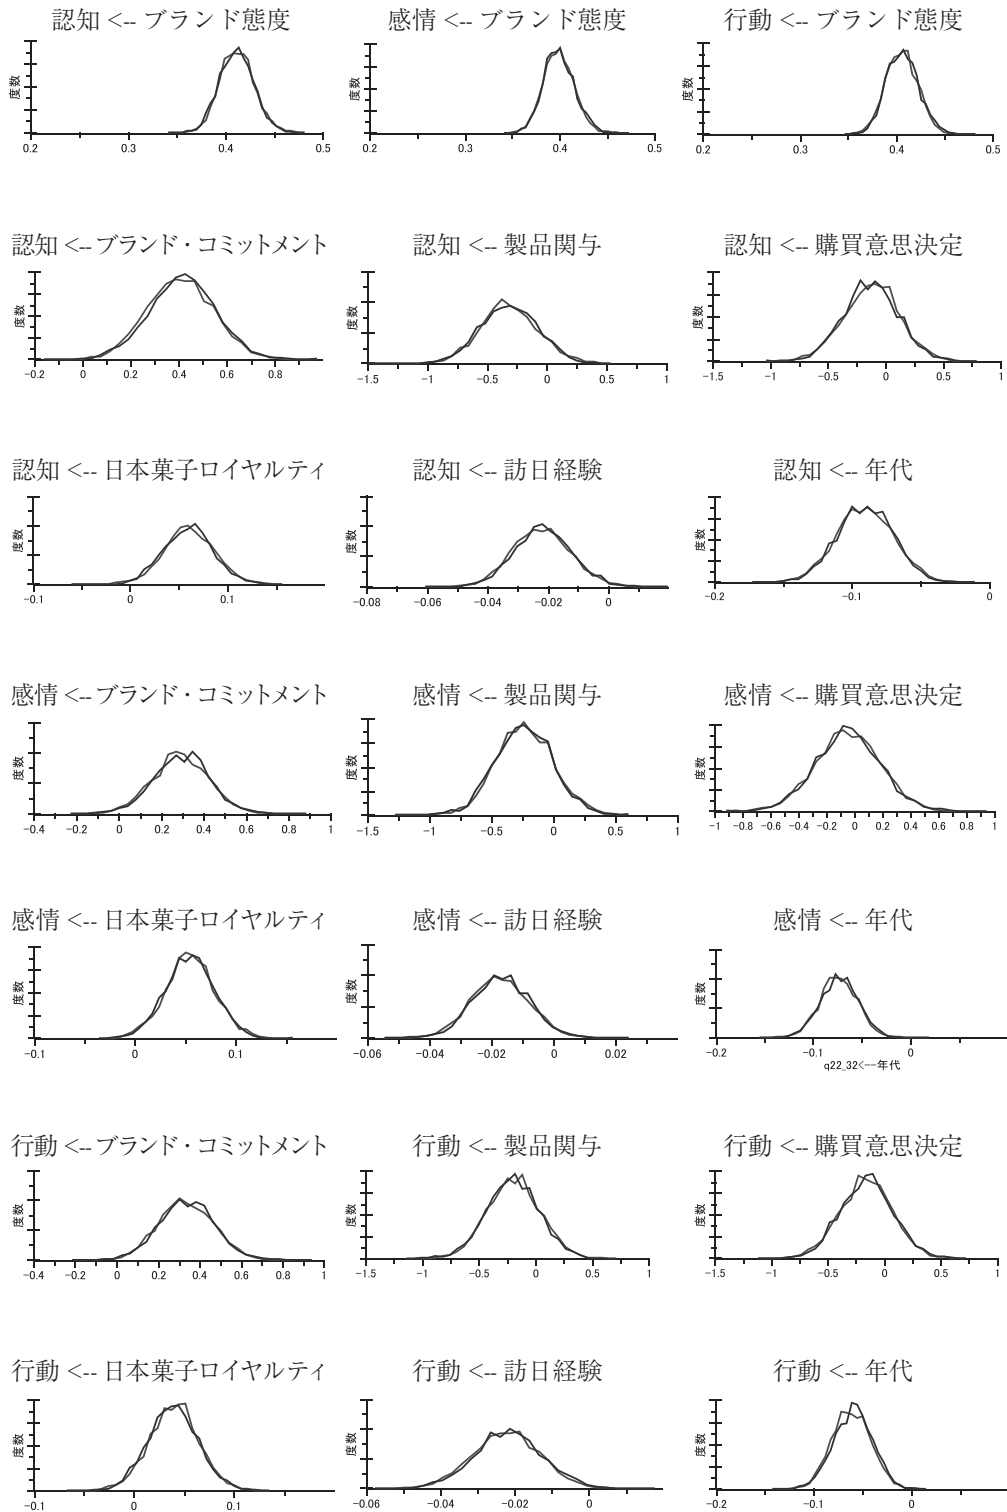 認知 <-- ブランド態度
感情 <-- ブランド態度
行動 <-- ブランド態度
度数
0.2 0.3 0.4 0.5
度数
0.2 0.3 0.4 0.5
度数
0.2 0.3 0.4 0.5
認知 <-- ブランド・コミットメント
認知 <-- 製品関与
認知 <-- 購買意思決定
度数
-0.2 0 0.2 0.4 0.6 0.8
度数
-1.5 -1 -0.5 0 0.5 1
度数
-1.5 -1 -0.5 0 0.5 1
認知 <-- 日本菓子ロイヤルティ
認知 <-- 訪日経験
認知 <-- 年代
度数
-0.1 0 0.1
度数
-0.08 -0.06 -0.04 -0.02 0
度数
-0.2 -0.1 0
感情 <-- ブランド・コミットメント
感情 <-- 製品関与
感情 <-- 購買意思決定
度数
-0.4 -0.2 0 0.2 0.4 0.6 0.8 1
度数
-1.5 -1 -0.5 0 0.5 1
度数
-1 -0.8 -0.6 -0.4 -0.2 0 0.2 0.4 0.6 0.8 1
感情 <-- 日本菓子ロイヤルティ
感情 <-- 訪日経験
感情 <-- 年代
度数
-0.1 0 0.1
度数
-0.06 -0.04 -0.02 0 0.02
度数
-0.2 -0.1 0
q22_32<--年代
行動 <-- ブランド・コミットメント
行動 <-- 製品関与
行動 <-- 購買意思決定
度数
-0.4 -0.2 0 0.2 0.4 0.6 0.8 1
度数
-1.5 -1 -0.5 0 0.5 1
度数
-1.5 -1 -0.5 0 0.5 1
行動 <-- 日本菓子ロイヤルティ
行動 <-- 訪日経験
行動 <-- 年代
度数
-0.1 0 0.1
度数
-0.06 -0.04 -0.02 0
度数
-0.2 -0.1 0